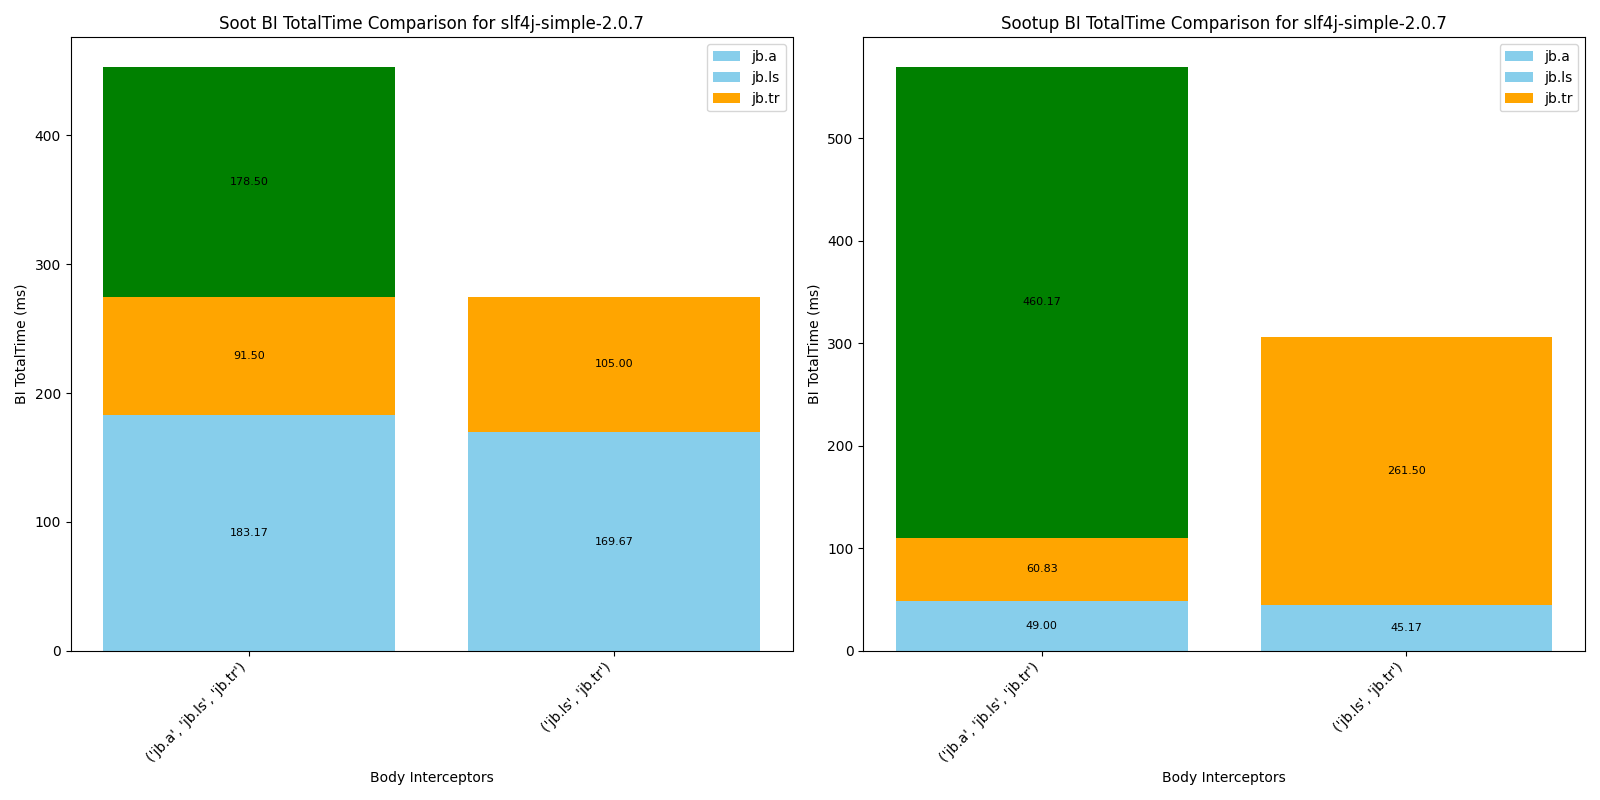 Soot BI TotalTime Comparison for slf4j-simple-2.0.7
BI TotalTime (ms)
400
300
200
100
0
178.50
91.50
183.17
105.00
169.67
jb.a
jb.ls
jb.tr
('jb.a', 'jb.ls', 'jb.tr')
('jb.ls', 'jb.tr')
Body Interceptors
Sootup BI TotalTime Comparison for slf4j-simple-2.0.7
BI TotalTime (ms)
500
400
300
200
100
0
460.17
60.83
49.00
261.50
45.17
jb.a
jb.ls
jb.tr
('jb.a', 'jb.ls', 'jb.tr')
('jb.ls', 'jb.tr')
Body Interceptors